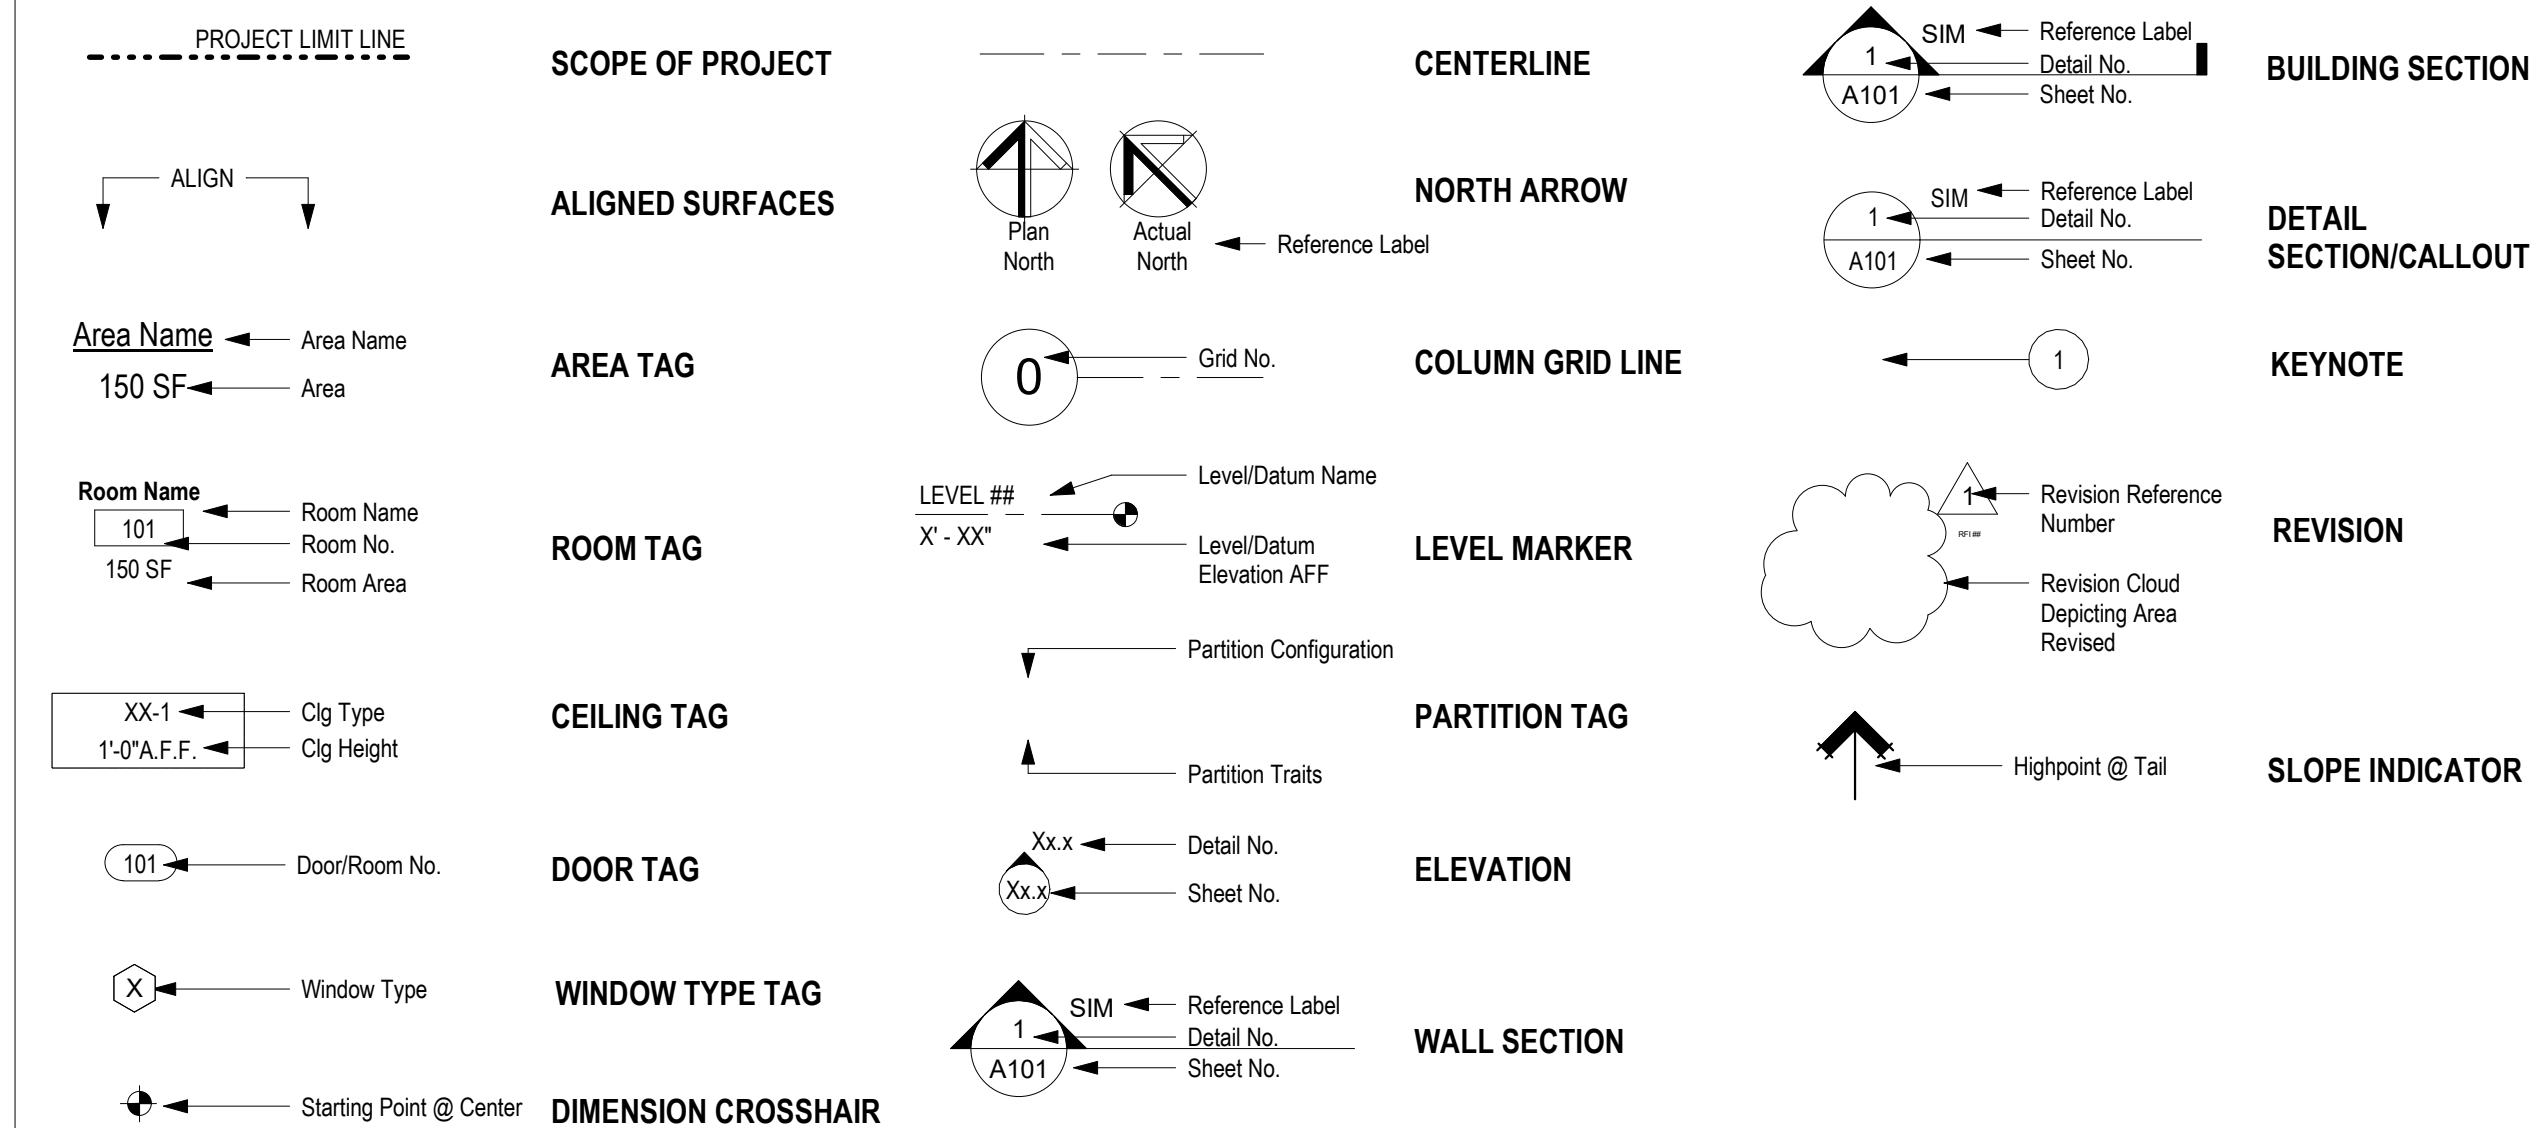 PROJECT LIMIT LINE
SCOPE OF PROJECT
ALIGN
ALIGNED SURFACES
Area Name
Area Name
150 SF
Area
AREA TAG
Room Name
Room Name
101
Room No.
150 SF
Room Area
ROOM TAG
XX-1
Clg Type
1'-0"A.F.F.
Clg Height
CEILING TAG
101
Door/Room No.
DOOR TAG
X
Window Type
WINDOW TYPE TAG
Starting Point @ Center
DIMENSION CROSSHAIR
CENTERLINE
Plan
North
Actual
North
Reference Label
NORTH ARROW
0
Grid No.
COLUMN GRID LINE
LEVEL ##
X' - XX"
Level/Datum Name
Level/Datum
Elevation AFF
LEVEL MARKER
Partition Configuration
Partition Traits
PARTITION TAG
Xx.x
Detail No.
Xx.x
Sheet No.
ELEVATION
SIM
Reference Label
1
Detail No.
A101
Sheet No.
WALL SECTION
SIM
Reference Label
1
Detail No.
A101
Sheet No.
BUILDING SECTION
SIM
Reference Label
1
Detail No.
A101
Sheet No.
DETAIL
SECTION/CALLOUT
1
KEYNOTE
1
Revision Reference
Number
RFI ##
Revision Cloud
Depicting Area
Revised
REVISION
Highpoint @ Tail
SLOPE INDICATOR